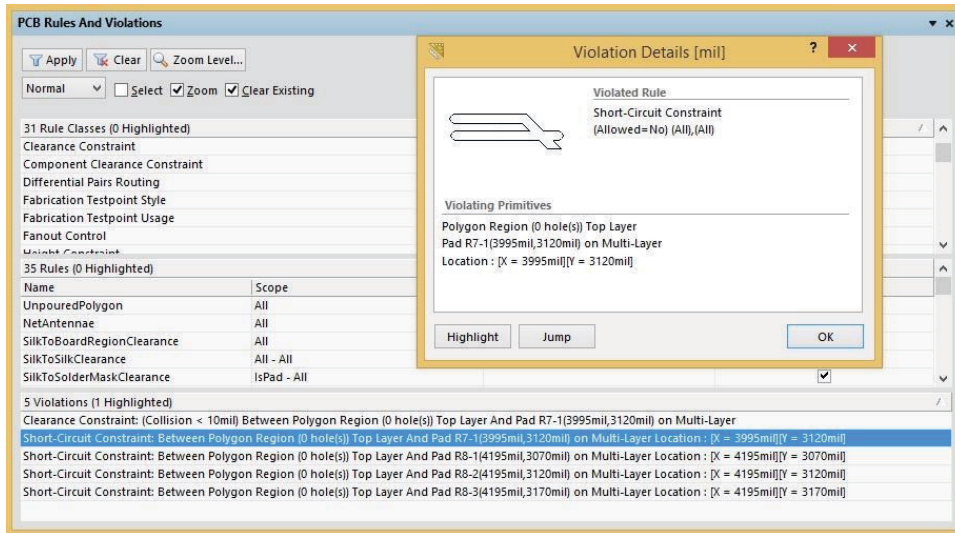 PCB Rules And Violations
Apply Clear Zoom Level...
Normal Select Zoom Clear Existing
31 Rule Classes (0 Highlighted)
Clearance Constraint
Component Clearance Constraint
Differential Pairs Routing
Fabrication Testpoint Style
Fabrication Testpoint Usage
Fanout Control
Height Constraint
35 Rules (0 Highlighted)
Name Scope
UnpouredPolygon All
NetAntennae All
SilkToBoardRegionClearance All
SilkToSilkClearance All - All
SilkToSolderMaskClearance IsPad - All
5 Violations (1 Highlighted)
Clearance Constraint: (Collision < 10mil) Between Polygon Region (0 hole(s)) Top Layer And Pad R7-1(3995mil,3120mil) on Multi-Layer
Short-Circuit Constraint: Between Polygon Region (0 hole(s)) Top Layer And Pad R7-1(3995mil,3120mil) on Multi-Layer Location : [X = 3995mil][Y = 3120mil]
Short-Circuit Constraint: Between Polygon Region (0 hole(s)) Top Layer And Pad R8-1(4195mil,3070mil) on Multi-Layer Location : [X = 4195mil][Y = 3070mil]
Short-Circuit Constraint: Between Polygon Region (0 hole(s)) Top Layer And Pad R8-2(4195mil,3120mil) on Multi-Layer Location : [X = 4195mil][Y = 3120mil]
Short-Circuit Constraint: Between Polygon Region (0 hole(s)) Top Layer And Pad R8-3(4195mil,3170mil) on Multi-Layer Location : [X = 4195mil][Y = 3170mil]
Violation Details [mil] ?
Violated Rule
Short-Circuit Constraint
(Allowed=No) (All),(All)
Violating Primitives
Polygon Region (0 hole(s)) Top Layer
Pad R7-1(3995mil,3120mil) on Multi-Layer
Location : [X = 3995mil][Y = 3120mil]
Highlight Jump OK